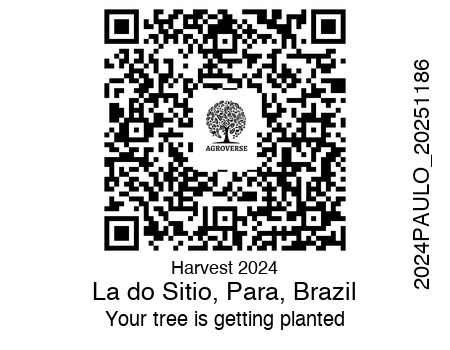 AGROVERSE
Harvest 2024
La do Sitio, Para, Brazil
Your tree is getting planted
2024PAULO_20251186